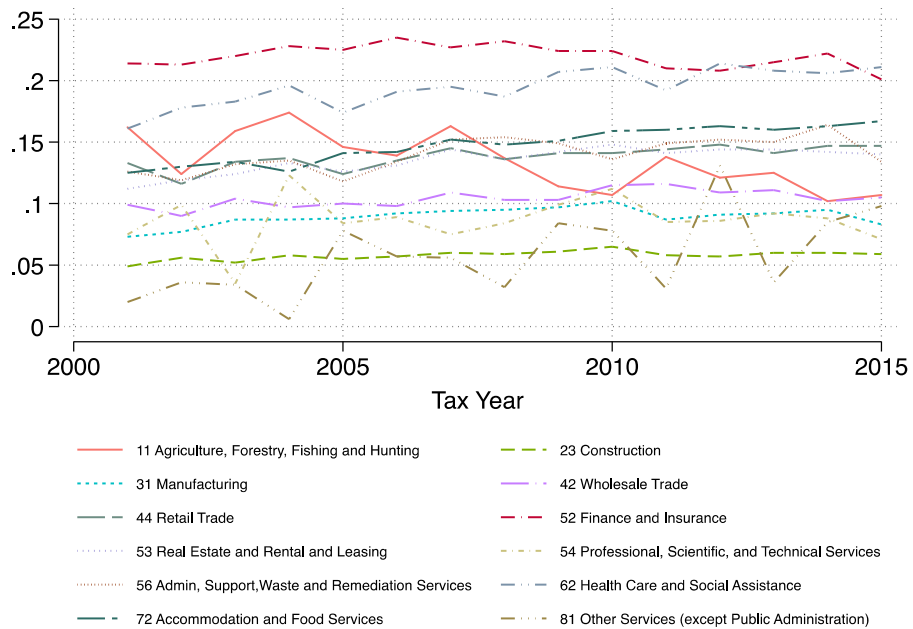 .25
.2
.15
.1
.05
0
2000 2005 2010 2015
Tax Year
11 Agriculture, Forestry, Fishing and Hunting 23 Construction
31 Manufacturing 42 Wholesale Trade
44 Retail Trade 52 Finance and Insurance
53 Real Estate and Rental and Leasing 54 Professional, Scientific, and Technical Services
56 Admin, Support,Waste and Remediation Services 62 Health Care and Social Assistance
72 Accommodation and Food Services 81 Other Services (except Public Administration)